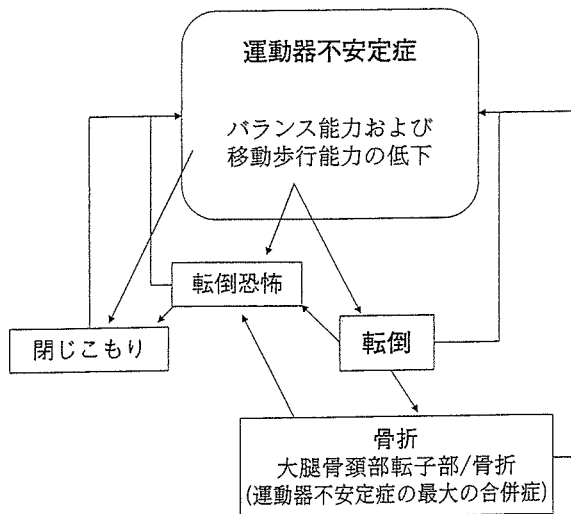 運動器不安定症
バランス能力および
移動歩行能力の低下
転倒恐怖
転倒
閉じこもり
骨折
大腿骨頚部転子部/骨折
(運動器不安定症の最大の合併症)